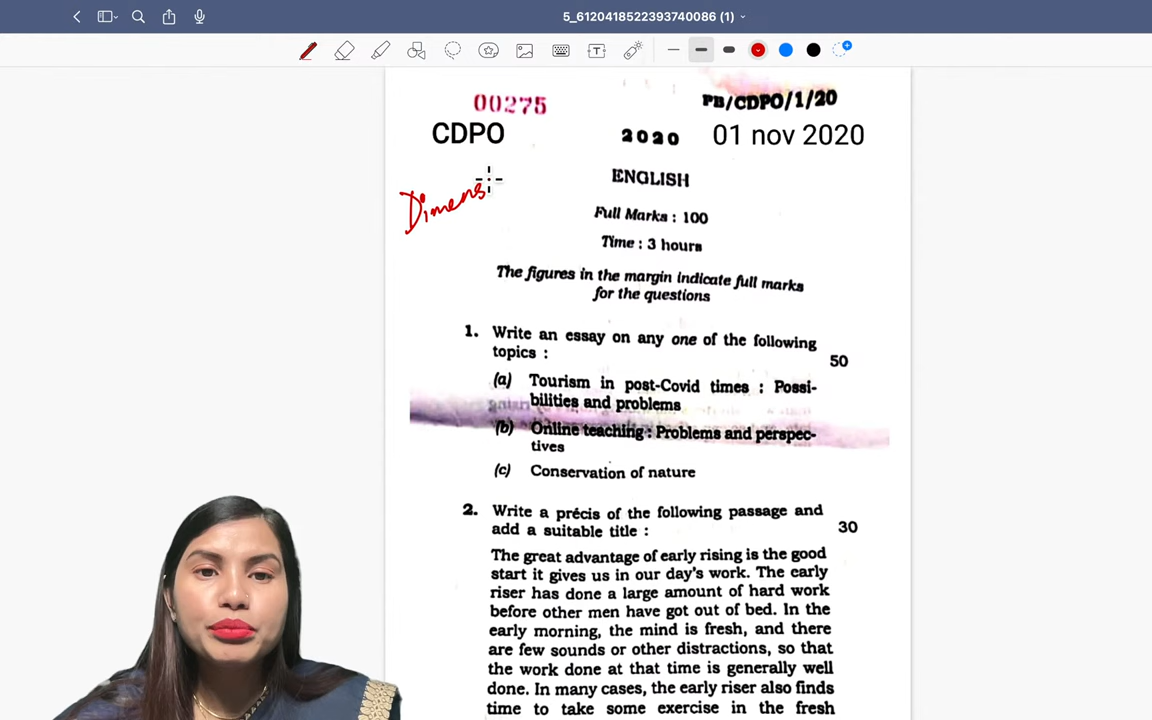 5_6120418522393740086 (1)
00275
PB/CDPO/1/20
CDPO
2020
01 nov 2020
Dimens
ENGLISH
Full Marks : 100
Time : 3 hours
The figures in the margin indicate full marks
for the questions
1. Write an essay on any one of the following
topics :
50
(a) Tourism in post-Covid times : Possi-
bilities and problems
(b) Online teaching : Problems and perspec-
tives
(c) Conservation of nature
2. Write a précis of the following passage and
add a suitable title :
30
The great advantage of early rising is the good
start it gives us in our day's work. The early
riser has done a large amount of hard work
before other men have got out of bed. In the
early morning, the mind is fresh, and there
are few sounds or other distractions, so that
the work done at that time is generally well
done. In many cases, the early riser also finds
time to take some exercise in the fresh